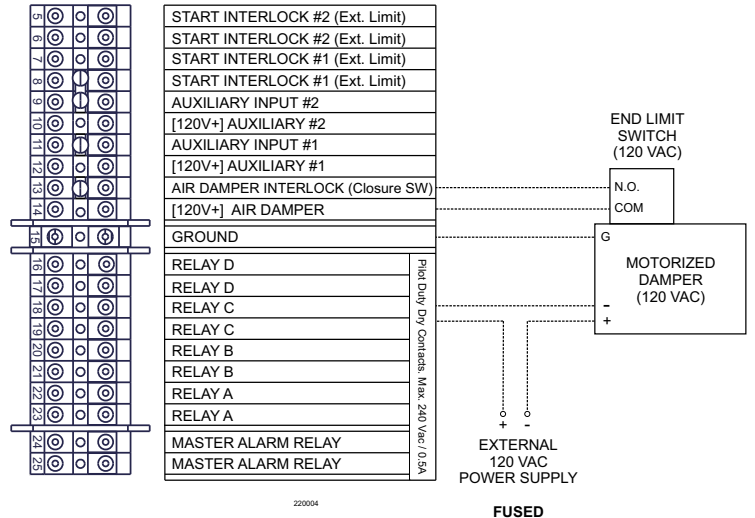 5 START INTERLOCK #2 (Ext. Limit)
6 START INTERLOCK #2 (Ext. Limit)
7 START INTERLOCK #1 (Ext. Limit)
8 START INTERLOCK #1 (Ext. Limit)
9 AUXILIARY INPUT #2
10 [120V+] AUXILIARY #2
11 AUXILIARY INPUT #1
12 [120V+] AUXILIARY #1
13 AIR DAMPER INTERLOCK (Closure SW)
14 [120V+] AIR DAMPER
15 GROUND
16 RELAY D
17 RELAY D
18 RELAY C
19 RELAY C
20 RELAY B
21 RELAY B
22 RELAY A
23 RELAY A
24 MASTER ALARM RELAY
25 MASTER ALARM RELAY
Pilot Duty Dry Contacts. Max. 240 Vac / 0.5A
END LIMIT
SWITCH
(120 VAC)
N.O.
COM
G
MOTORIZED
DAMPER
(120 VAC)
-
+
+ -
EXTERNAL
120 VAC
POWER SUPPLY
FUSED
220004